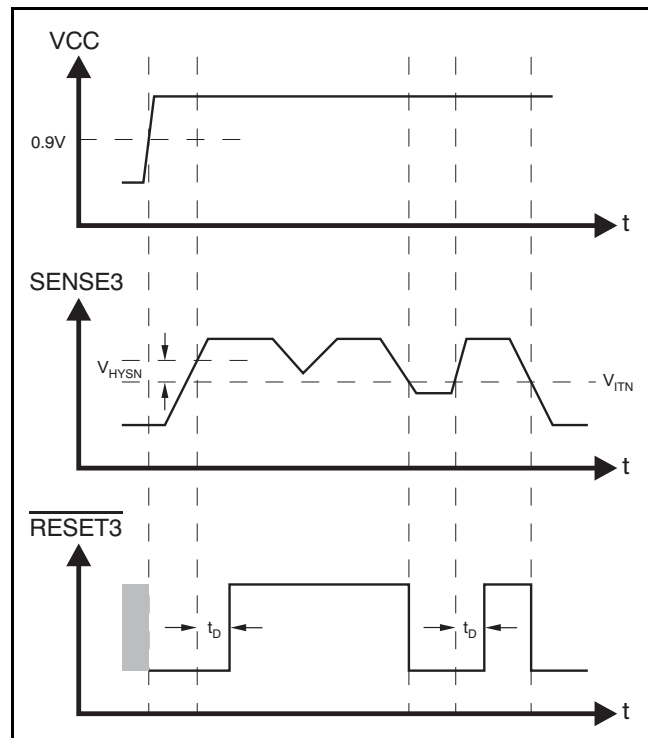 VCC
0.9V
t
SENSE3
VHYSN
VITN
t
RESET3
tD
tD
t